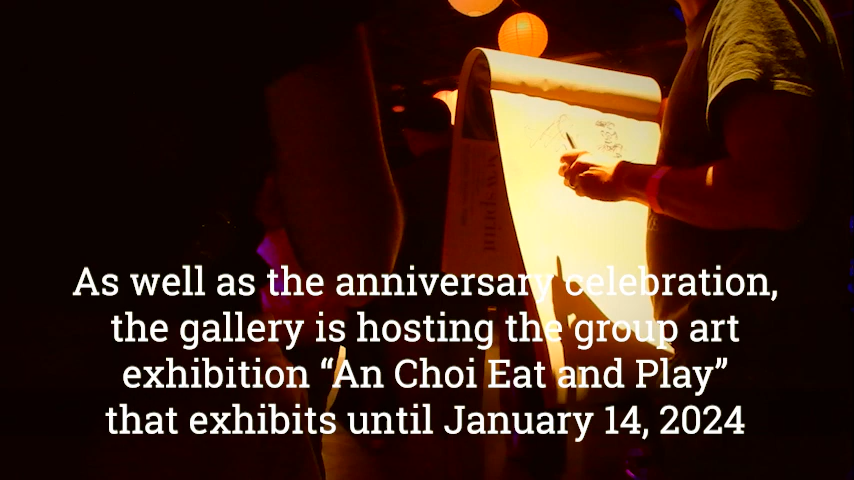 newsprint
As well as the anniversary celebration,
the gallery is hosting the group art
exhibition “An Choi Eat and Play”
that exhibits until January 14, 2024